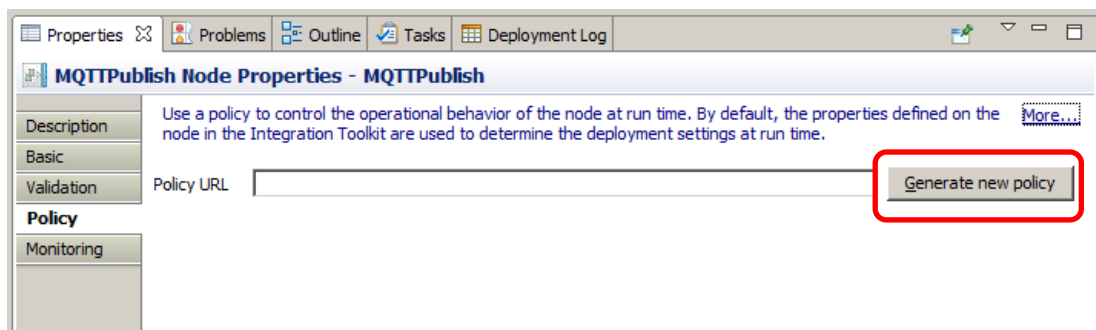 Properties Problems Outline Tasks Deployment Log
MQTTPublish Node Properties - MQTTPublish
Description
Basic
Validation
Policy
Monitoring
Use a policy to control the operational behavior of the node at run time. By default, the properties defined on the More...
node in the Integration Toolkit are used to determine the deployment settings at run time.
Policy URL Generate new policy